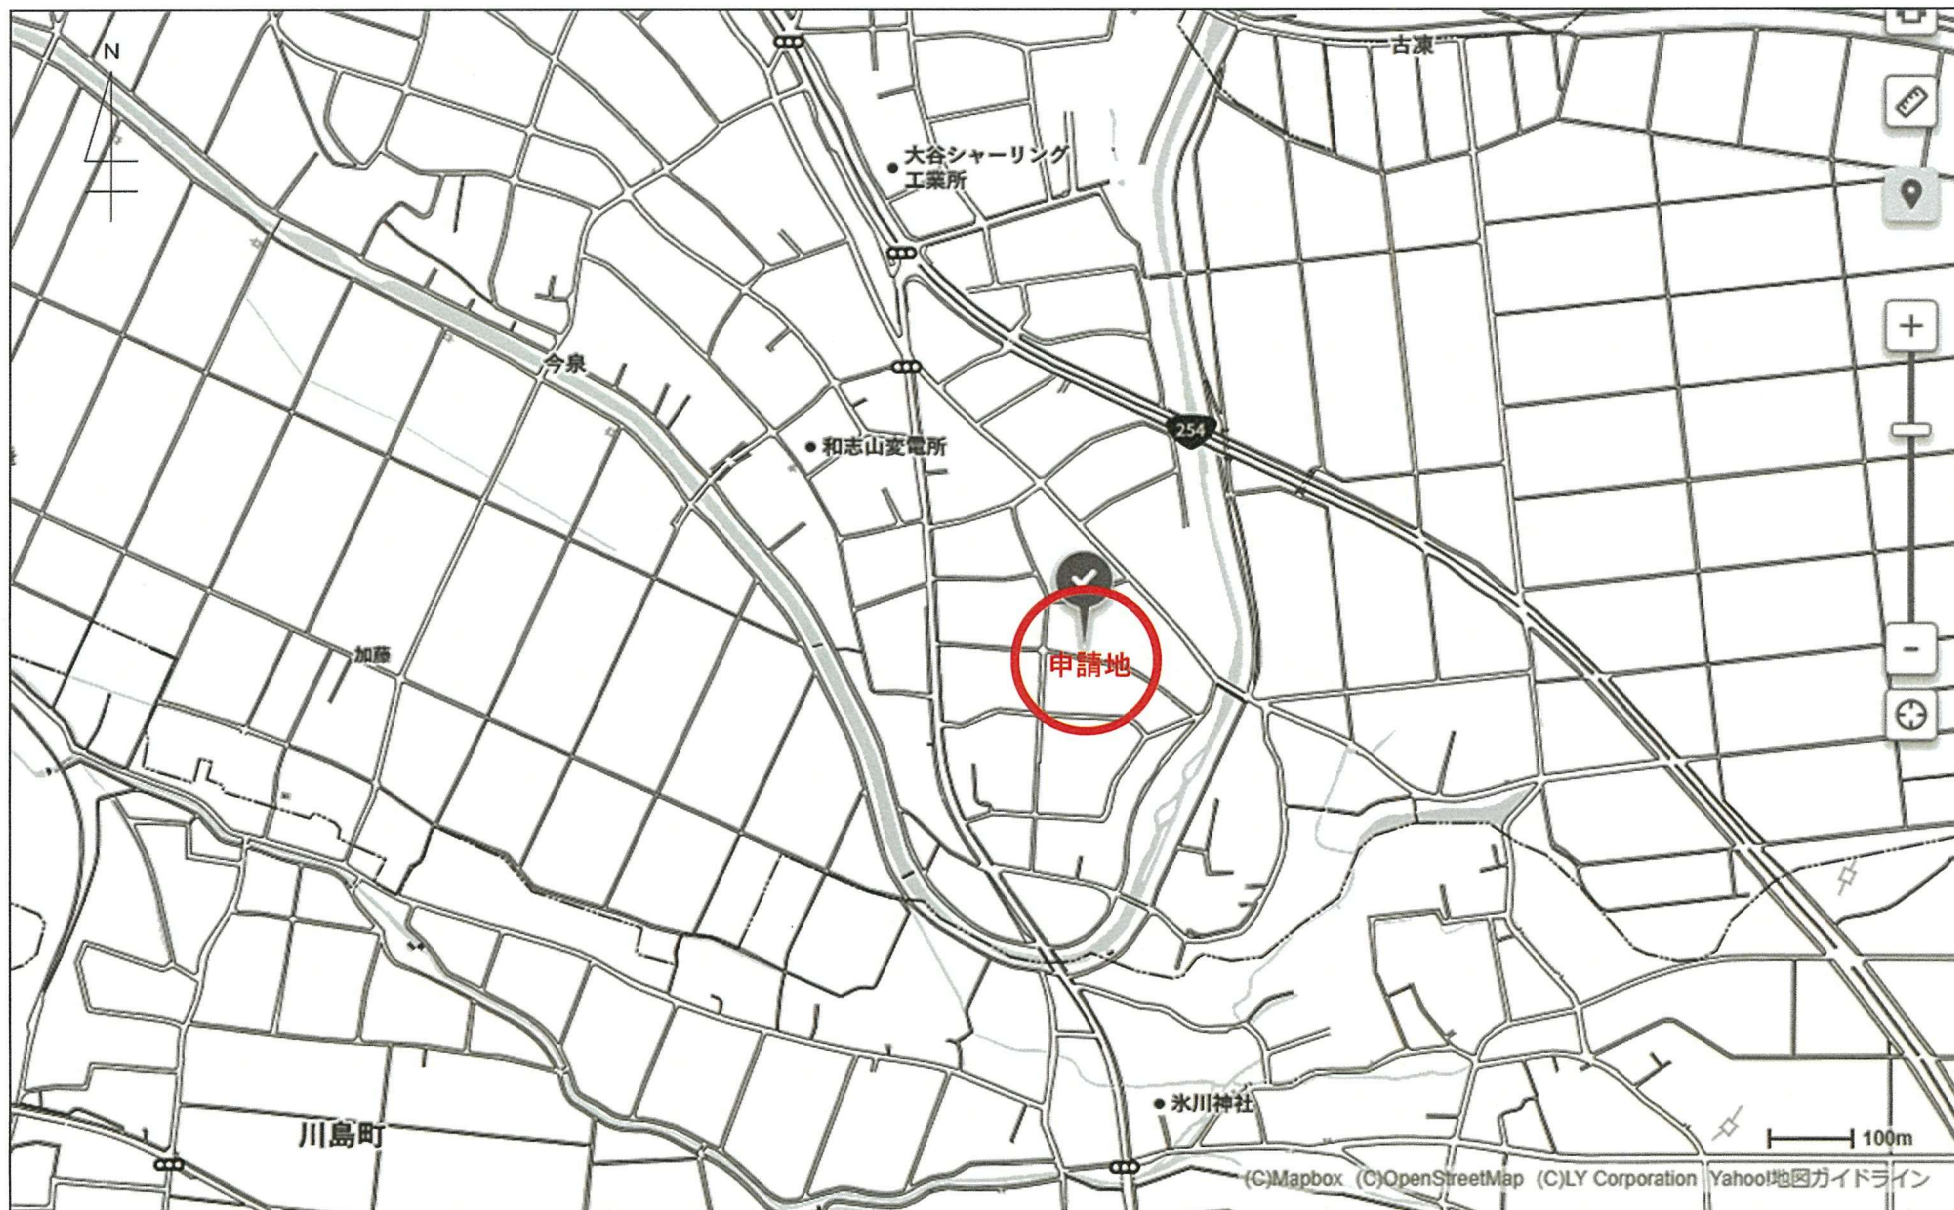 N
古凍
大谷シャーリング
工業所
今泉
254
和志山変電所
加藤
申請地
氷川神社
川島町
100m
(C)Mapbox (C)OpenStreetMap (C)LY Corporation Yahoo!地図ガイドライン